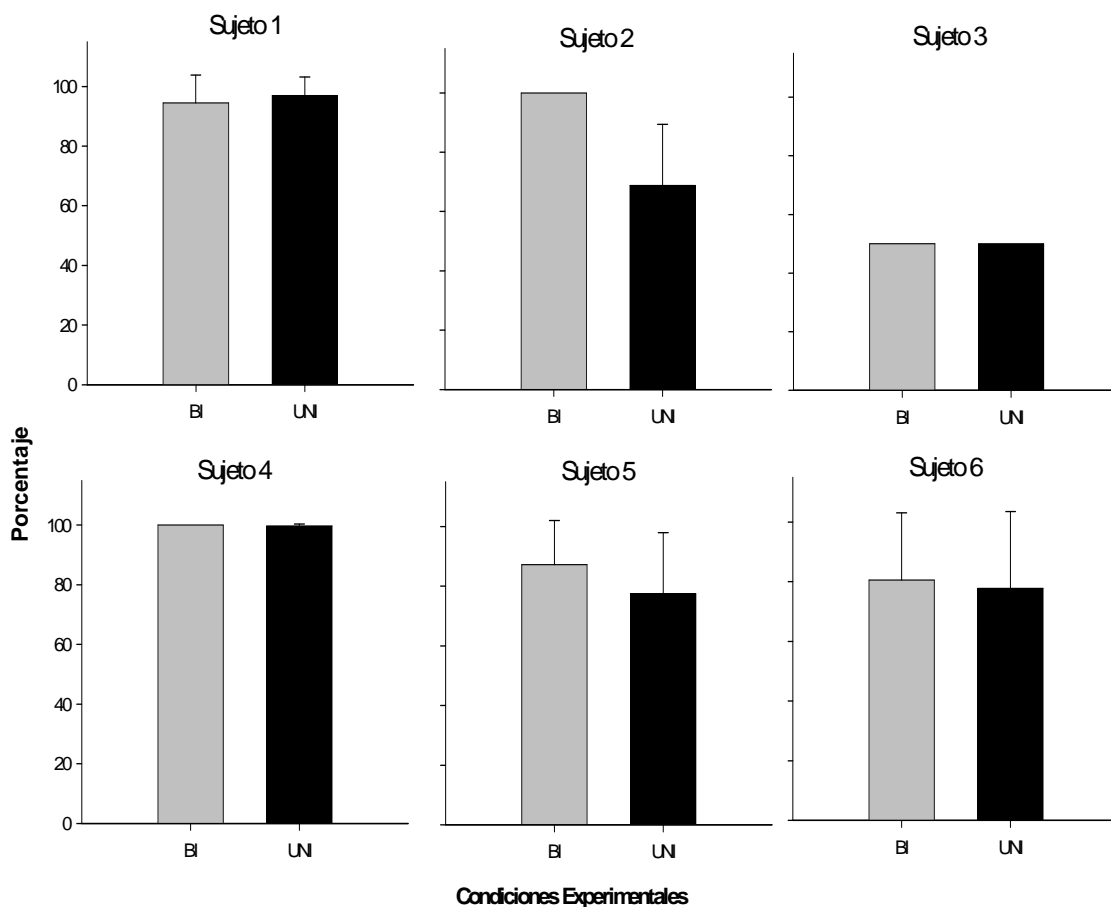 Sujeto 1
Sujeto 2
Sujeto 3
100
80
60
40
20
0
BI UNI
BI UNI
BI UNI
Porcentaje
Sujeto 4
Sujeto 5
Sujeto 6
100
80
60
40
20
0
BI UNI
BI UNI
BI UNI
Condiciones Experimentales